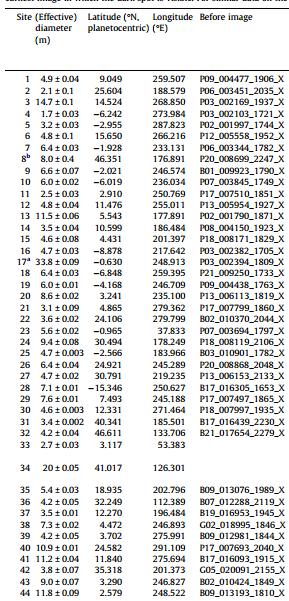 Site (Effective) Latitude (°N, Longitude Before image
diameter planetocentric) (°E)
(m)
1 4.9 ± 0.04 9.049 259.507 P09_004477_1906_X
2 2.1 ± 0.1 25.604 188.579 P06_003451_2035_X
3 14.7 ± 0.1 14.524 268.850 P03_002169_1937_X
4 1.7 ± 0.03 −6.242 273.984 P03_002103_1721_X
5 3.2 ± 0.03 −2.955 287.823 P02_001997_1744_X
6 4.8 ± 0.1 15.650 266.216 P12_005558_1952_X
7 6.4 ± 0.03 −1.928 233.131 P06_003344_1782_X
8b 8.0 ± 0.4 46.351 176.891 P20_008699_2247_X
9 6.6 ± 0.07 −2.021 246.574 B01_009923_1790_X
10 6.0 ± 0.02 −6.019 236.034 P07_003845_1749_X
11 2.5 ± 0.03 2.910 250.769 P17_007510_1851_X
12 4.8 ± 0.04 11.476 255.011 P13_005954_1927_X
13 11.5 ± 0.06 5.543 177.891 P02_001790_1871_X
14 3.5 ± 0.04 10.599 186.484 P08_004150_1923_X
15 4.6 ± 0.08 4.431 201.397 P18_008171_1829_X
16 4.7 ± 0.03 −8.878 217.642 P03_002382_1705_X
17a 33.8 ± 0.09 −0.630 248.913 P03_002394_1809_X
18 6.4 ± 0.03 −6.848 259.395 P21_009250_1733_X
19 6.0 ± 0.01 −4.168 246.709 P09_004438_1763_X
20 8.6 ± 0.02 3.241 235.100 P13_006113_1819_X
21 3.1 ± 0.09 4.865 279.362 P17_007799_1860_X
22 3.6 ± 0.02 24.106 279.799 B02_010370_2044_X
23 5.6 ± 0.02 −0.965 37.833 P07_003694_1797_X
24 9.4 ± 0.08 30.494 178.249 P18_008119_2106_X
25 4.7 ± 0.003 −2.566 183.966 B03_010901_1782_X
26 6.4 ± 0.04 24.921 245.289 P20_008868_2048_X
27 4.7 ± 0.02 30.791 219.235 P13_006153_2133_X
28 7.1 ± 0.01 −15.346 250.627 B17_016305_1653_X
29 7.6 ± 0.01 7.493 245.188 P17_007497_1865_X
30 4.6 ± 0.003 12.331 271.464 P18_007997_1935_X
31 3.4 ± 0.002 40.341 185.501 B17_016439_2230_X
32 4.2 ± 0.04 46.611 133.706 B21_017654_2279_X
33 2.7 ± 0.03 3.117 53.383
34 20 ± 0.05 41.017 126.301
35 5.4 ± 0.03 18.935 202.796 B09_013076_1989_X
36 4.2 ± 0.05 32.249 112.389 B07_012288_2119_X
37 3.5 ± 0.01 12.270 196.484 B19_016953_1945_X
38 7.3 ± 0.02 4.472 246.893 G02_018995_1846_X
39 4.2 ± 0.05 3.702 275.991 B09_012981_1844_X
40 10.9 ± 0.01 24.582 291.109 P17_007693_2040_X
41 11.2 ± 0.04 11.840 275.694 B17_016093_1915_X
42 3.8 ± 0.07 35.318 201.373 G05_020091_2155_X
43 9.0 ± 0.07 3.290 246.827 B02_010424_1849_X
44 11.8 ± 0.09 2.579 248.522 B09_013193_1810_X